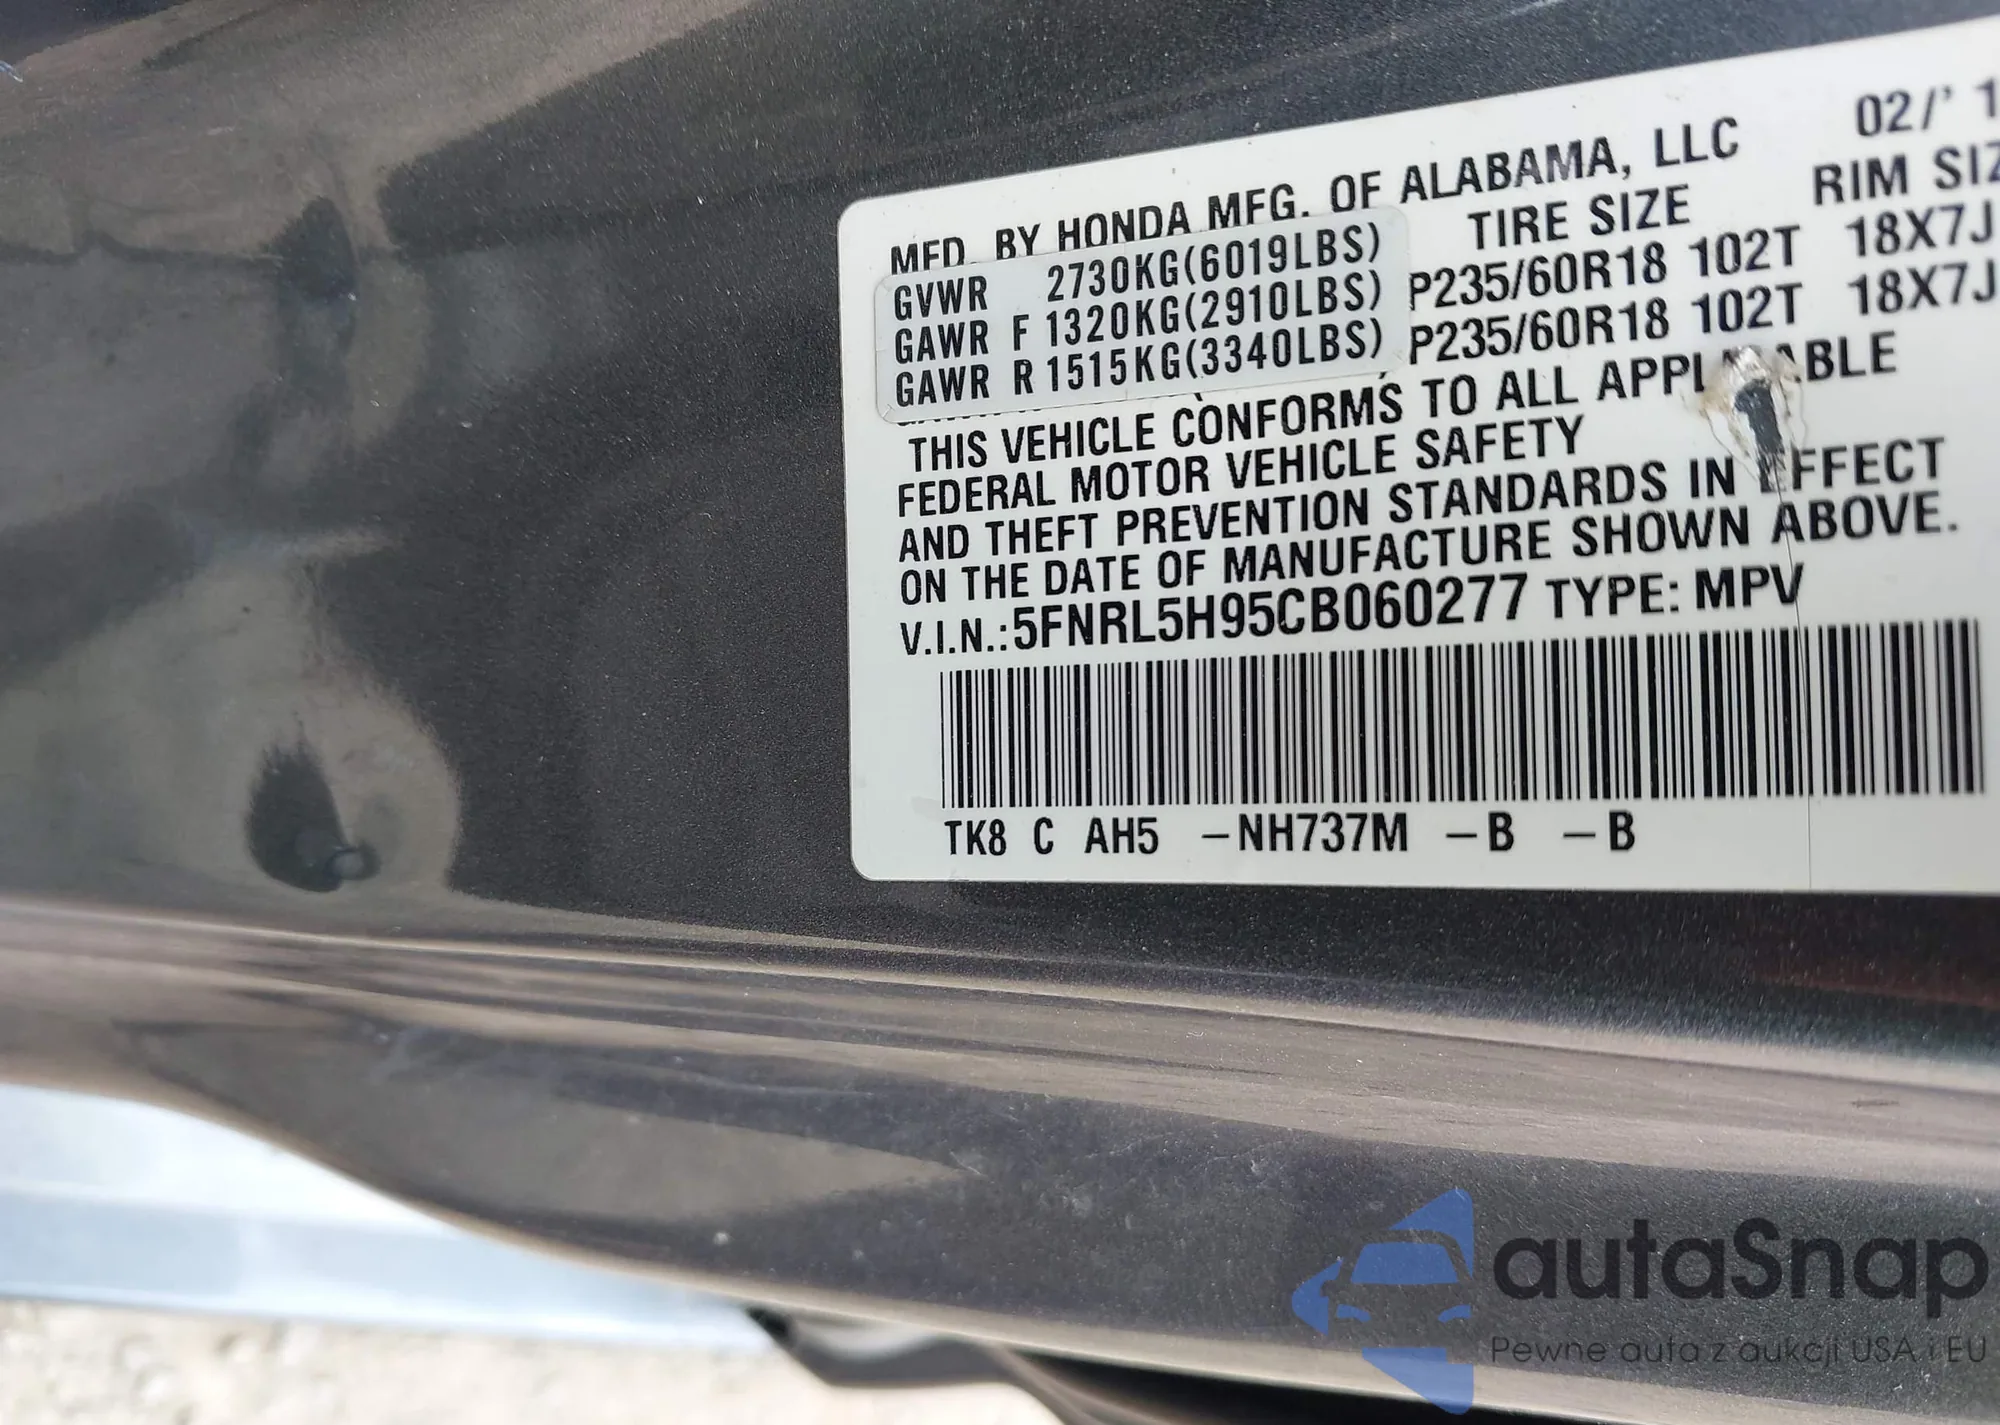 02/' 1
MFD. BY HONDA MFG. OF ALABAMA, LLC
TIRE SIZE RIM SIZ
GVWR 2730KG(6019LBS)
GAWR F 1320KG(2910LBS) P235/60R18 102T 18X7J
GAWR R 1515KG(3340LBS) P235/60R18 102T 18X7J
THIS VEHICLE CONFORMS TO ALL
FEDERAL MOTOR VEHICLE SAFETY
AND THEFT PREVENTION STANDARDS IN EFFECT
ON THE DATE OF MANUFACTURE SHOWN ABOVE.
V.I.N.:5FNRL5H95CB060277 TYPE: MPV
TK8 C AH5 -NH737M -B -B
autaSnap
Pewne auta z aukcji USA i EU